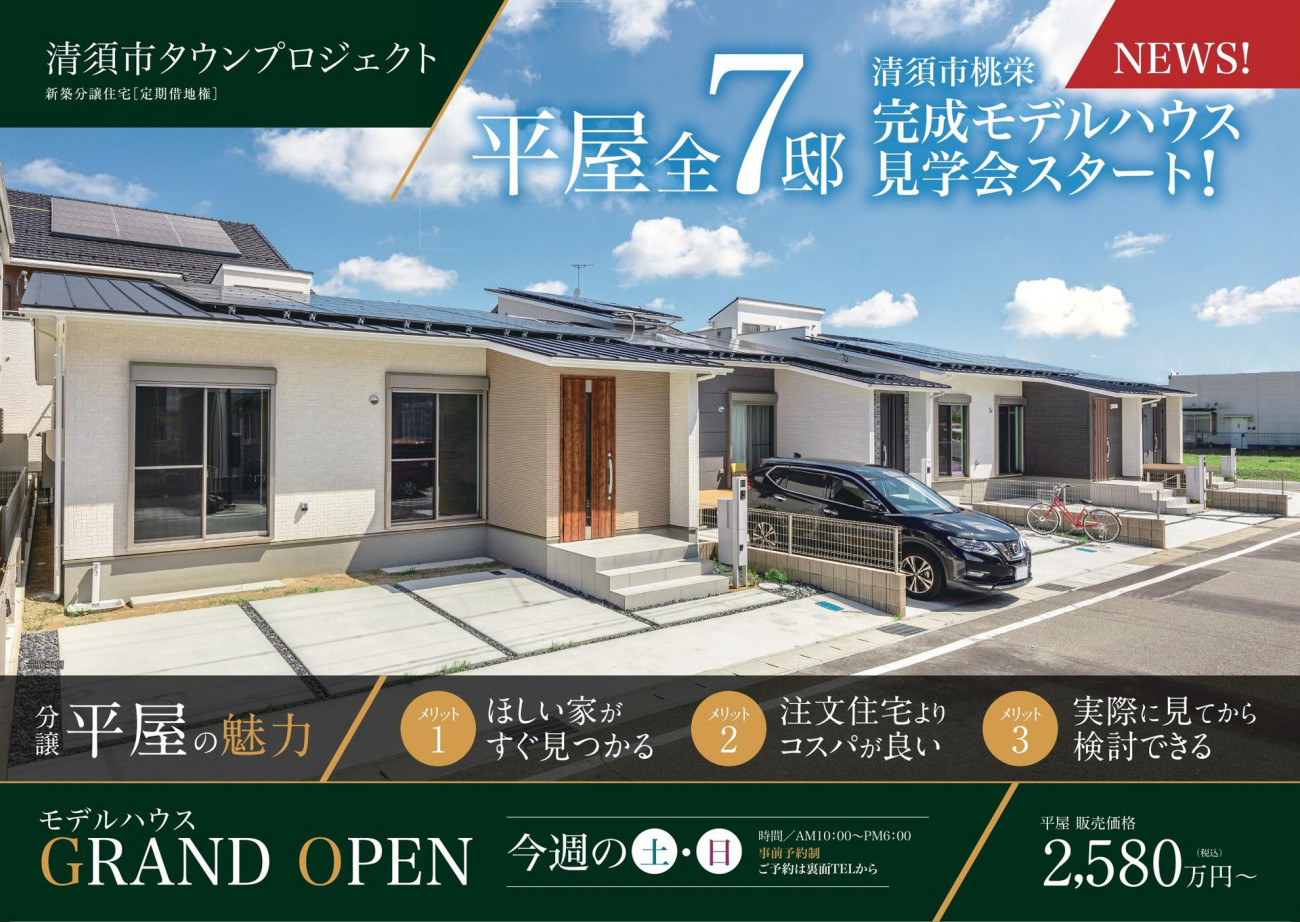 清須市タウンプロジェクト
新築分譲住宅[定期借地権]
平屋全7邸
清須市桃栄
完成モデルハウス
見学会スタート!
NEWS!
分譲平屋の魅力
メリット
1
ほしい家が
すぐ見つかる
メリット
2
注文住宅より
コスパが良い
メリット
3
実際に見てから
検討できる
モデルハウス
GRAND OPEN
今週の土・日
時間/AM10:00〜PM6:00
事前予約制
ご予約は裏面TELから
平屋 販売価格
2,580万円〜
(税込)